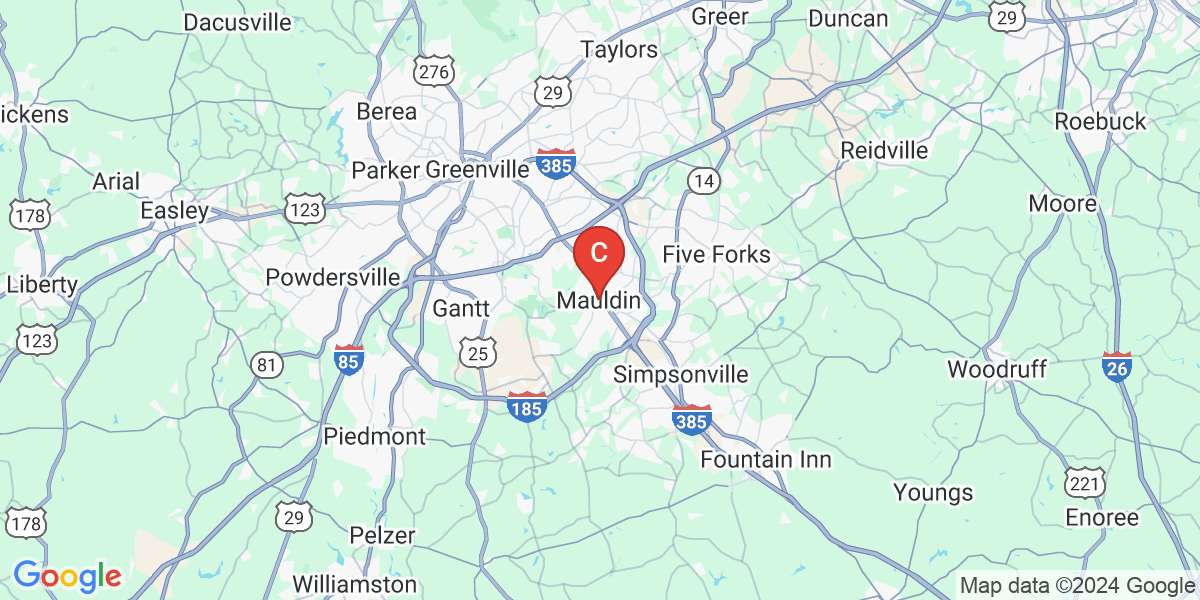 Dacusville
Greer
Duncan
29
Taylors
276
29
Berea
ickens
Roebuck
Reidville
Parker
Greenville
385
Arial
14
Easley
123
178
Moore
Five Forks
C
Powdersville
Liberty
Mauldin
Gantt
123
25
81
85
Simpsonville
Woodruff
26
185
385
Piedmont
Fountain Inn
221
Youngs
29
178
Enoree
Pelzer
Google
Williamston
Map data ©2024 Google